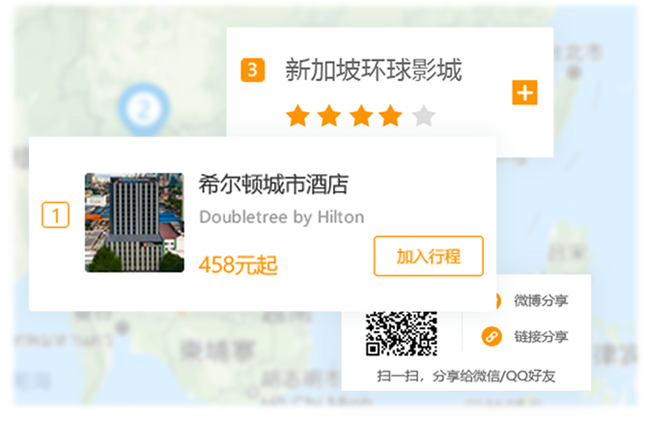 3
新加坡环球影城
2
1
希尔顿城市酒店
Doubletree by Hilton
458元起
加入行程
微博分享
链接分享
扫一扫，分享给微信/QQ好友
柬埔寨